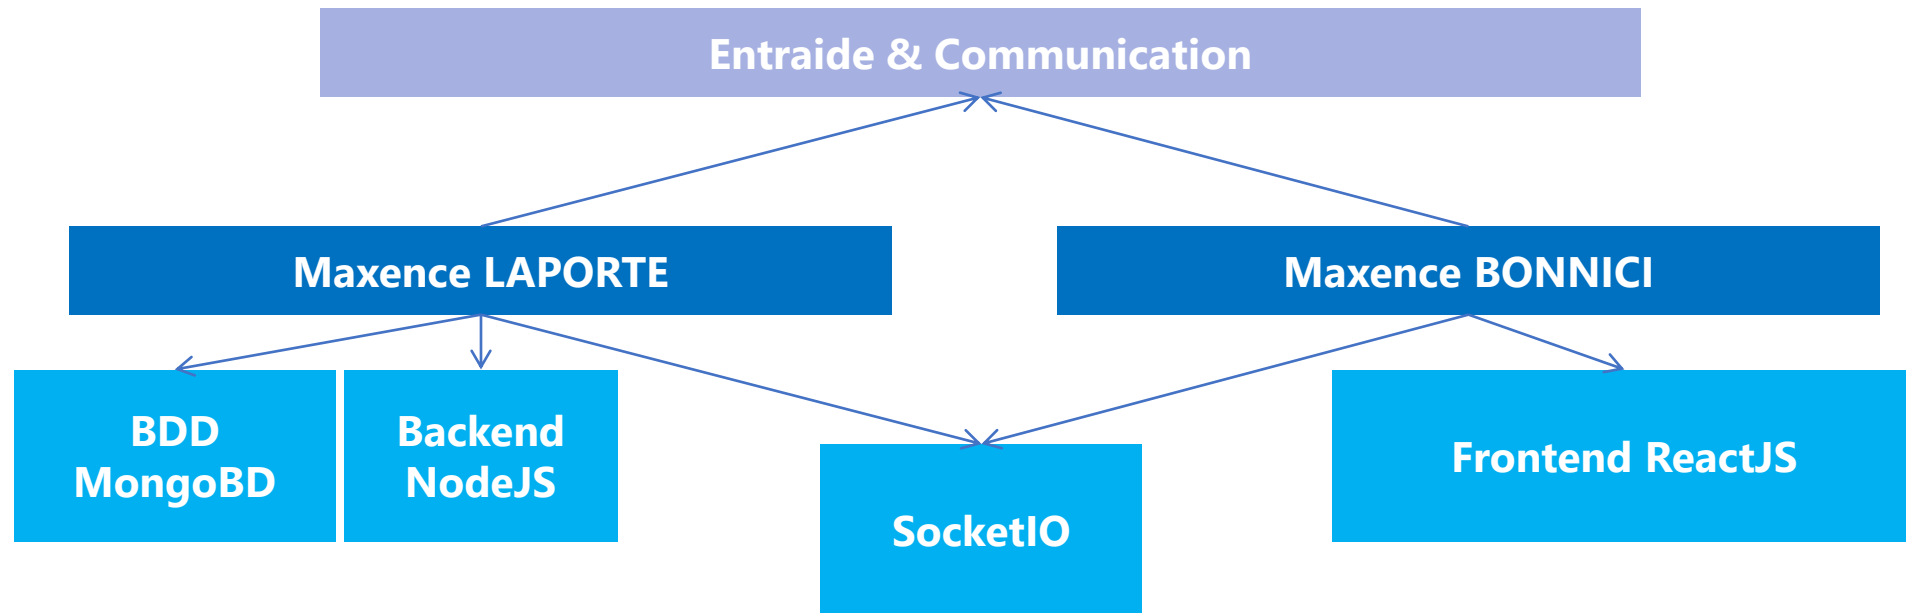 Entraide & Communication
Maxence LAPORTE
Maxence BONNICI
BDD
MongoBD
Backend
NodeJS
SocketIO
Frontend ReactJS